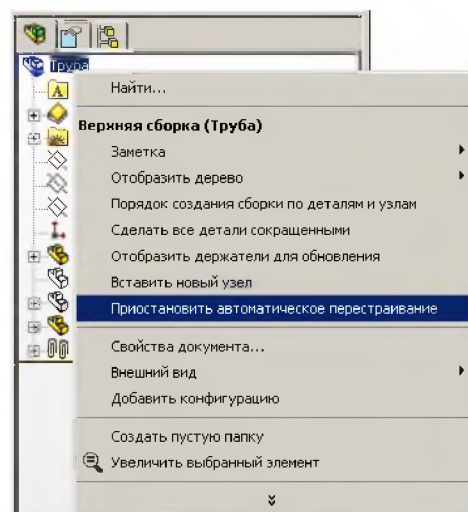 Труба
Найти...
Верхняя сборка (Труба)
Заметка
Отобразить дерево
Порядок создания сборки по деталям и узлам
Сделать все детали сокращенными
Отобразить держатели для обновления
Вставить новый узел
Приостановить автоматическое перестраивание
Свойства документа...
Внешний вид
Добавить конфигурацию
Создать пустую папку
Увеличить выбранный элемент